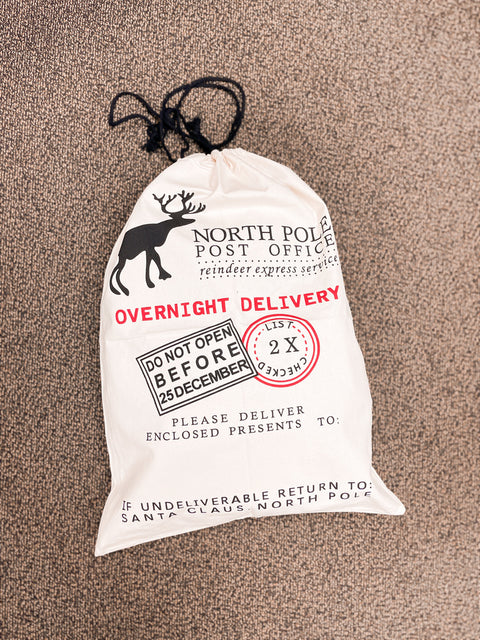 NORTH POLE
POST OFFICE
reindeer express service
OVERNIGHT DELIVERY
DO NOT OPEN
BEFORE
25 DECEMBER
LIST
2 X
CHECKED
PLEASE DELIVER
ENCLOSED PRESENTS TO:
IF UNDELIVERABLE RETURN TO:
SANTA CLAUS, NORTH POLE